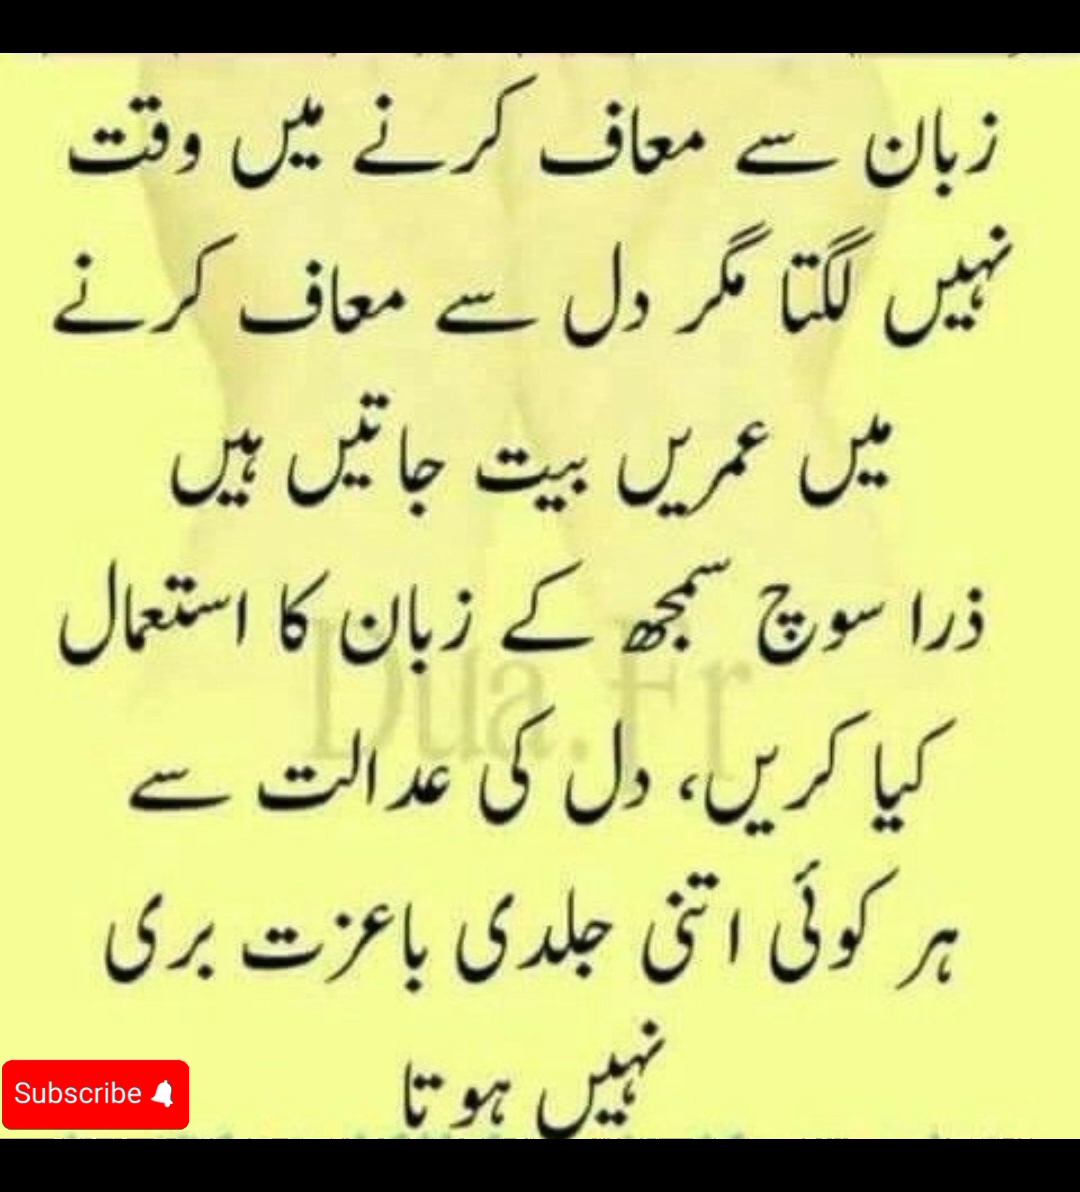 زبان سے معاف کرنے میں وقت
نہیں لگتا مگر دل سے معاف کرنے
میں عمریں بیت جاتیں ہیں
ذرا سوچ سمجھ کے زبان کا استعمال
کیا کریں، دل کی عدالت سے
ہر کوئی اتنی جلدی باعزت بری
نہیں ہوتا
Dua.Fr
Subscribe